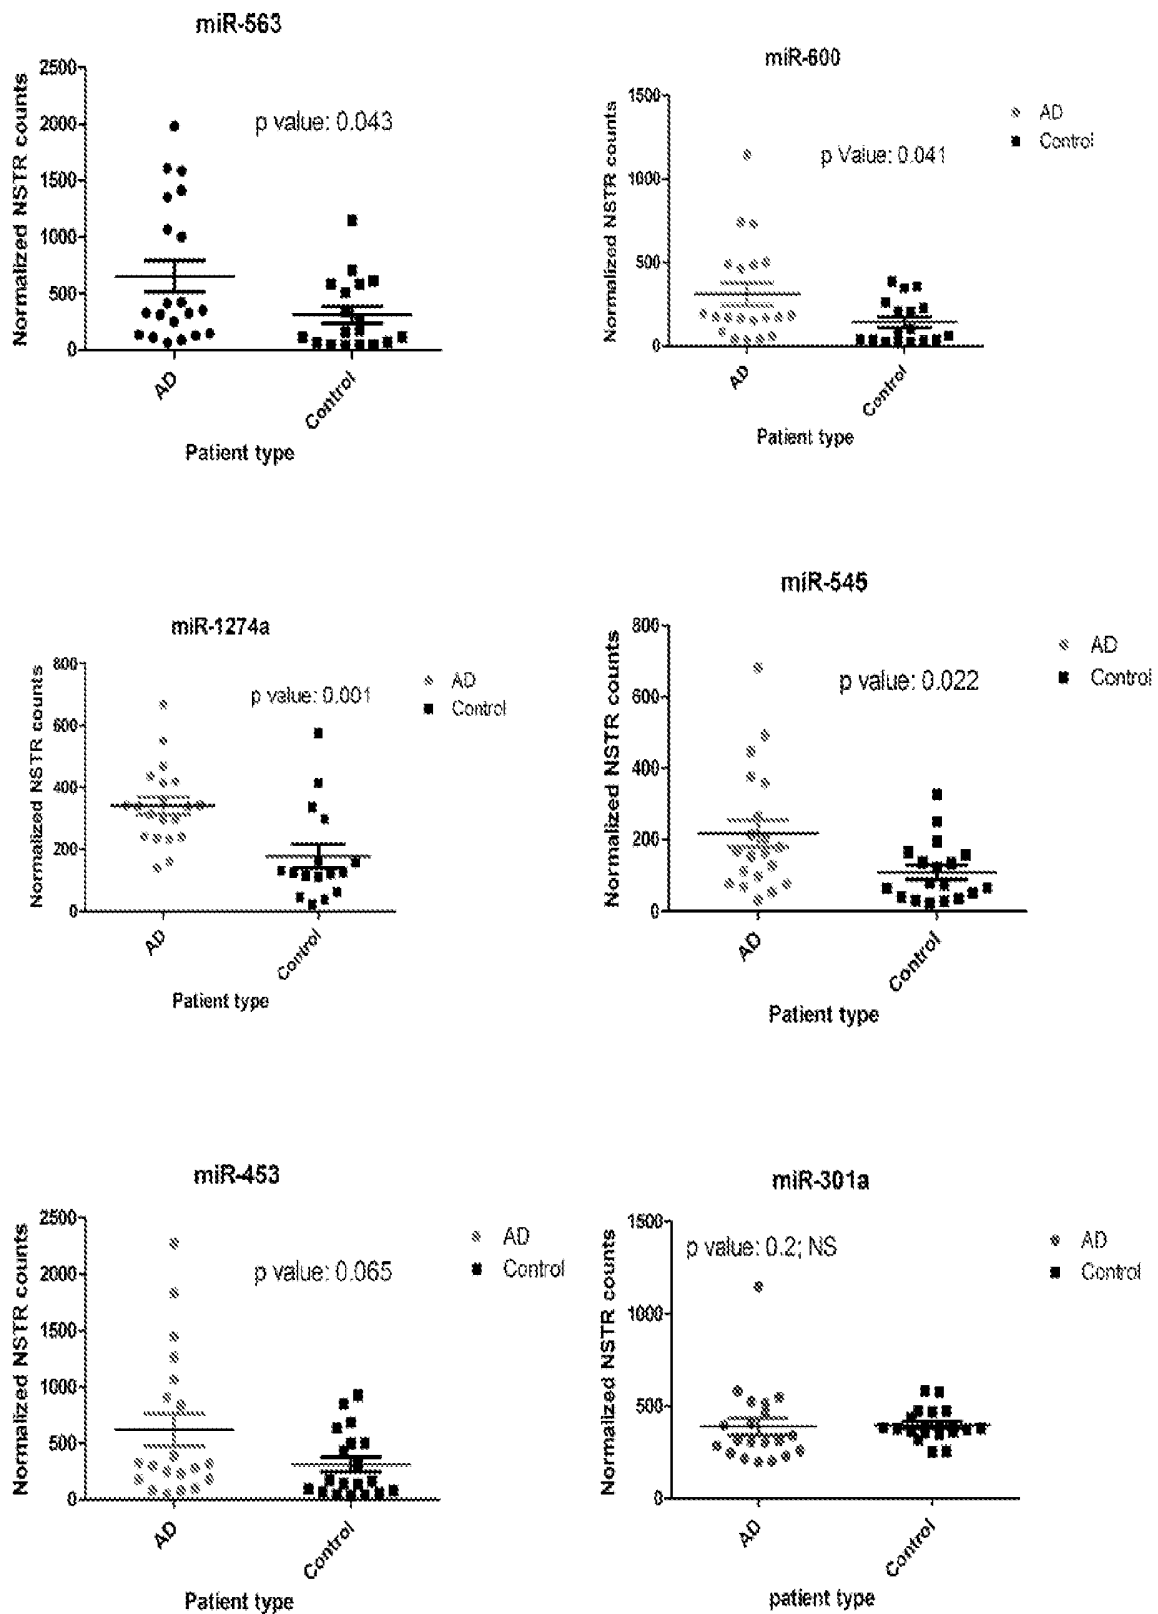 miR-563
Normalized NSTR counts
2500
2000
1500
1000
500
0
p value: 0.043
AD
Control
Patient type
miR-600
Normalized NSTR counts
1500
1000
500
0
p Value: 0.041
AD
Control
AD
Control
Patient type
miR-1274a
Normalized NSTR counts
800
600
400
200
0
p value: 0.001
AD
Control
AD
Control
Patient type
miR-545
Normalized NSTR counts
800
600
400
200
0
p value: 0.022
AD
Control
AD
Control
Patient type
miR-453
Normalized NSTR counts
2500
2000
1500
1000
500
0
p value: 0.065
AD
Control
AD
Control
Patient type
miR-301a
Normalized NSTR counts
1500
1000
500
0
p value: 0.2; NS
AD
Control
AD
Control
patient type